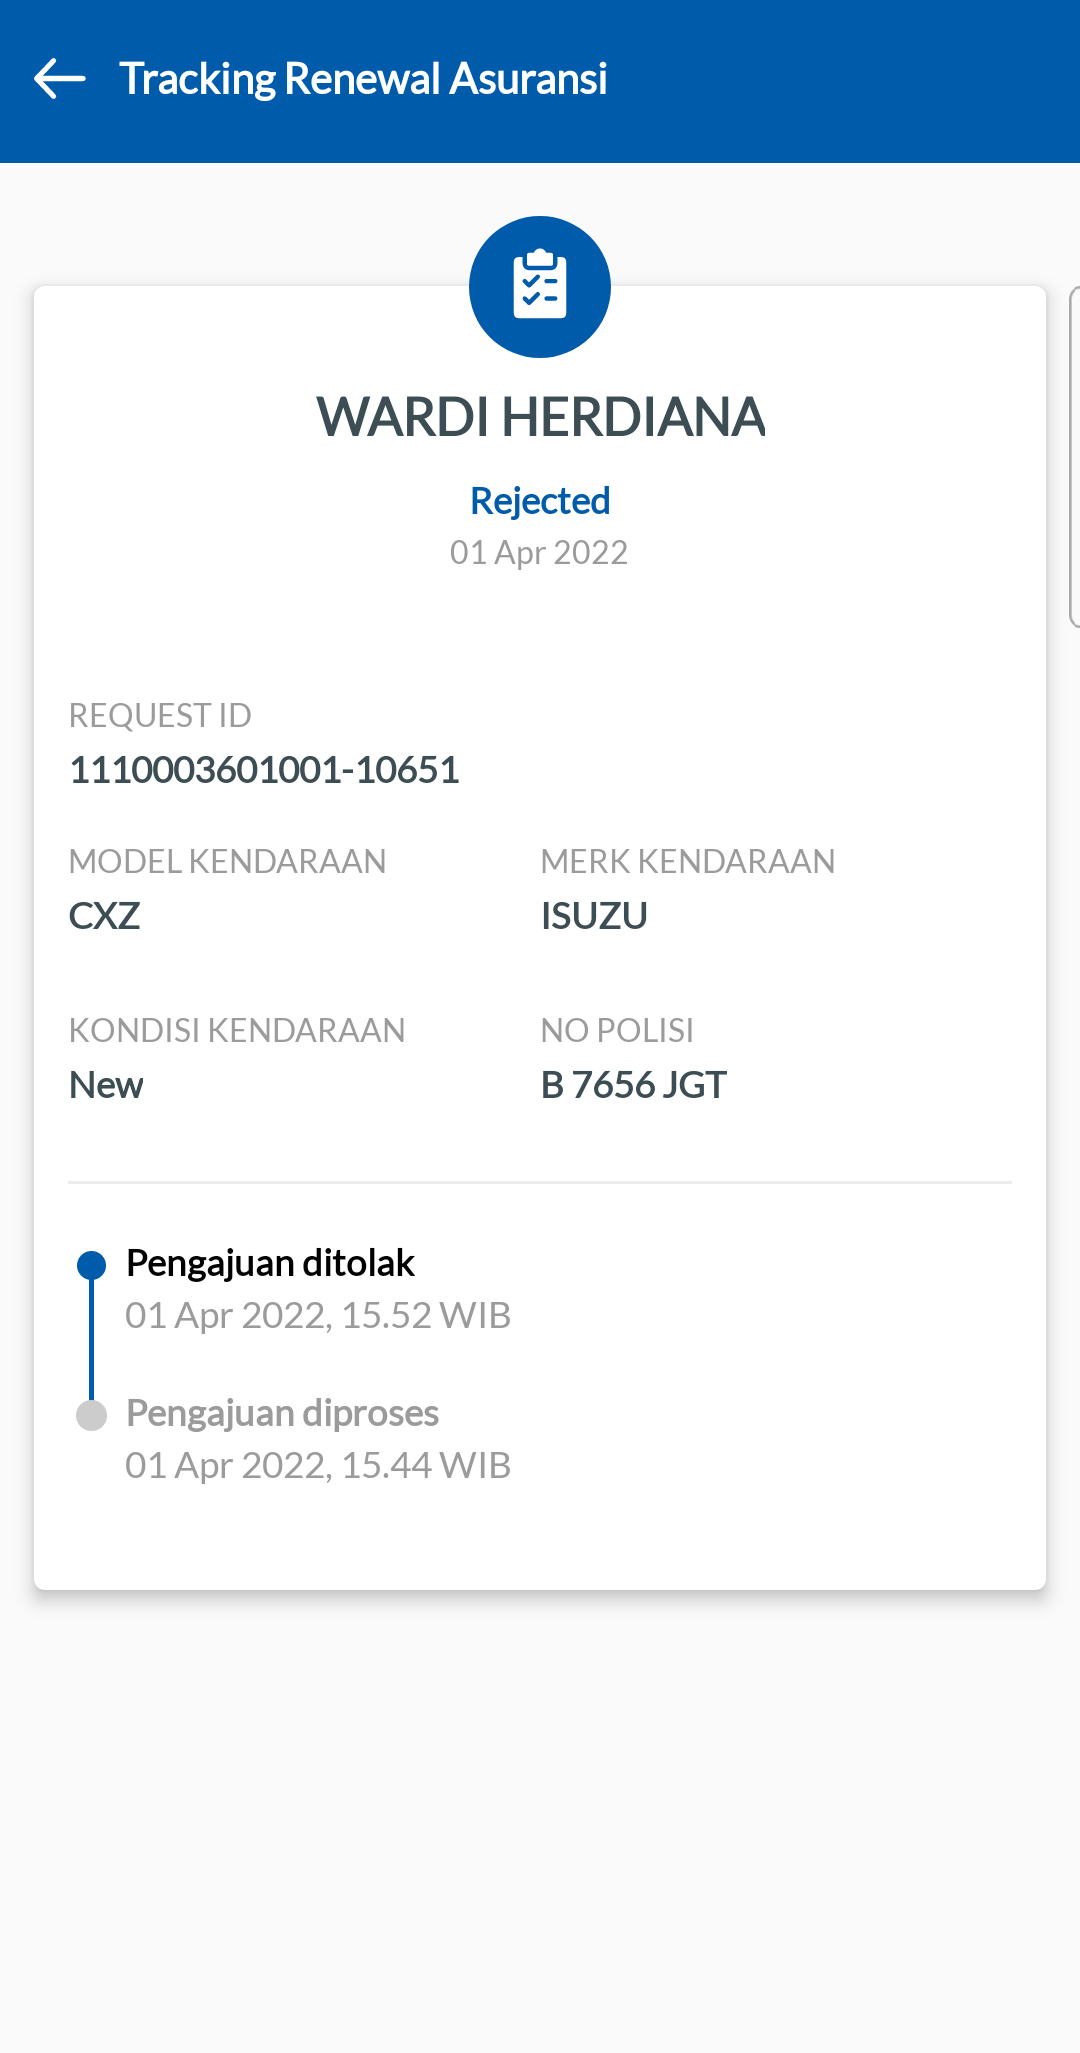 Tracking Renewal Asuransi
WARDI HERDIANA
Rejected
01 Apr 2022
REQUEST ID
1110003601001-10651
MODEL KENDARAAN
CXZ
MERK KENDARAAN
ISUZU
KONDISI KENDARAAN
New
NO POLISI
B 7656 JGT
Pengajuan ditolak
01 Apr 2022, 15.52 WIB
Pengajuan diproses
01 Apr 2022, 15.44 WIB